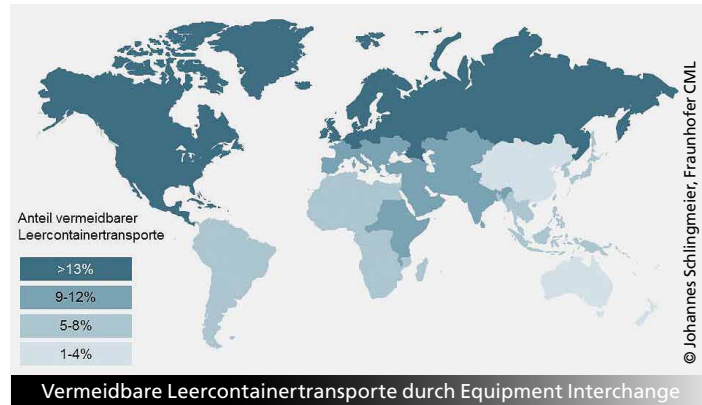 Anteil vermeidbarer
Leercontainertransporte
>13%
9-12%
5-8%
1-4%
© Johannes Schlingmeier, Fraunhofer CML
Vermeidbare Leercontainertransporte durch Equipment Interchange